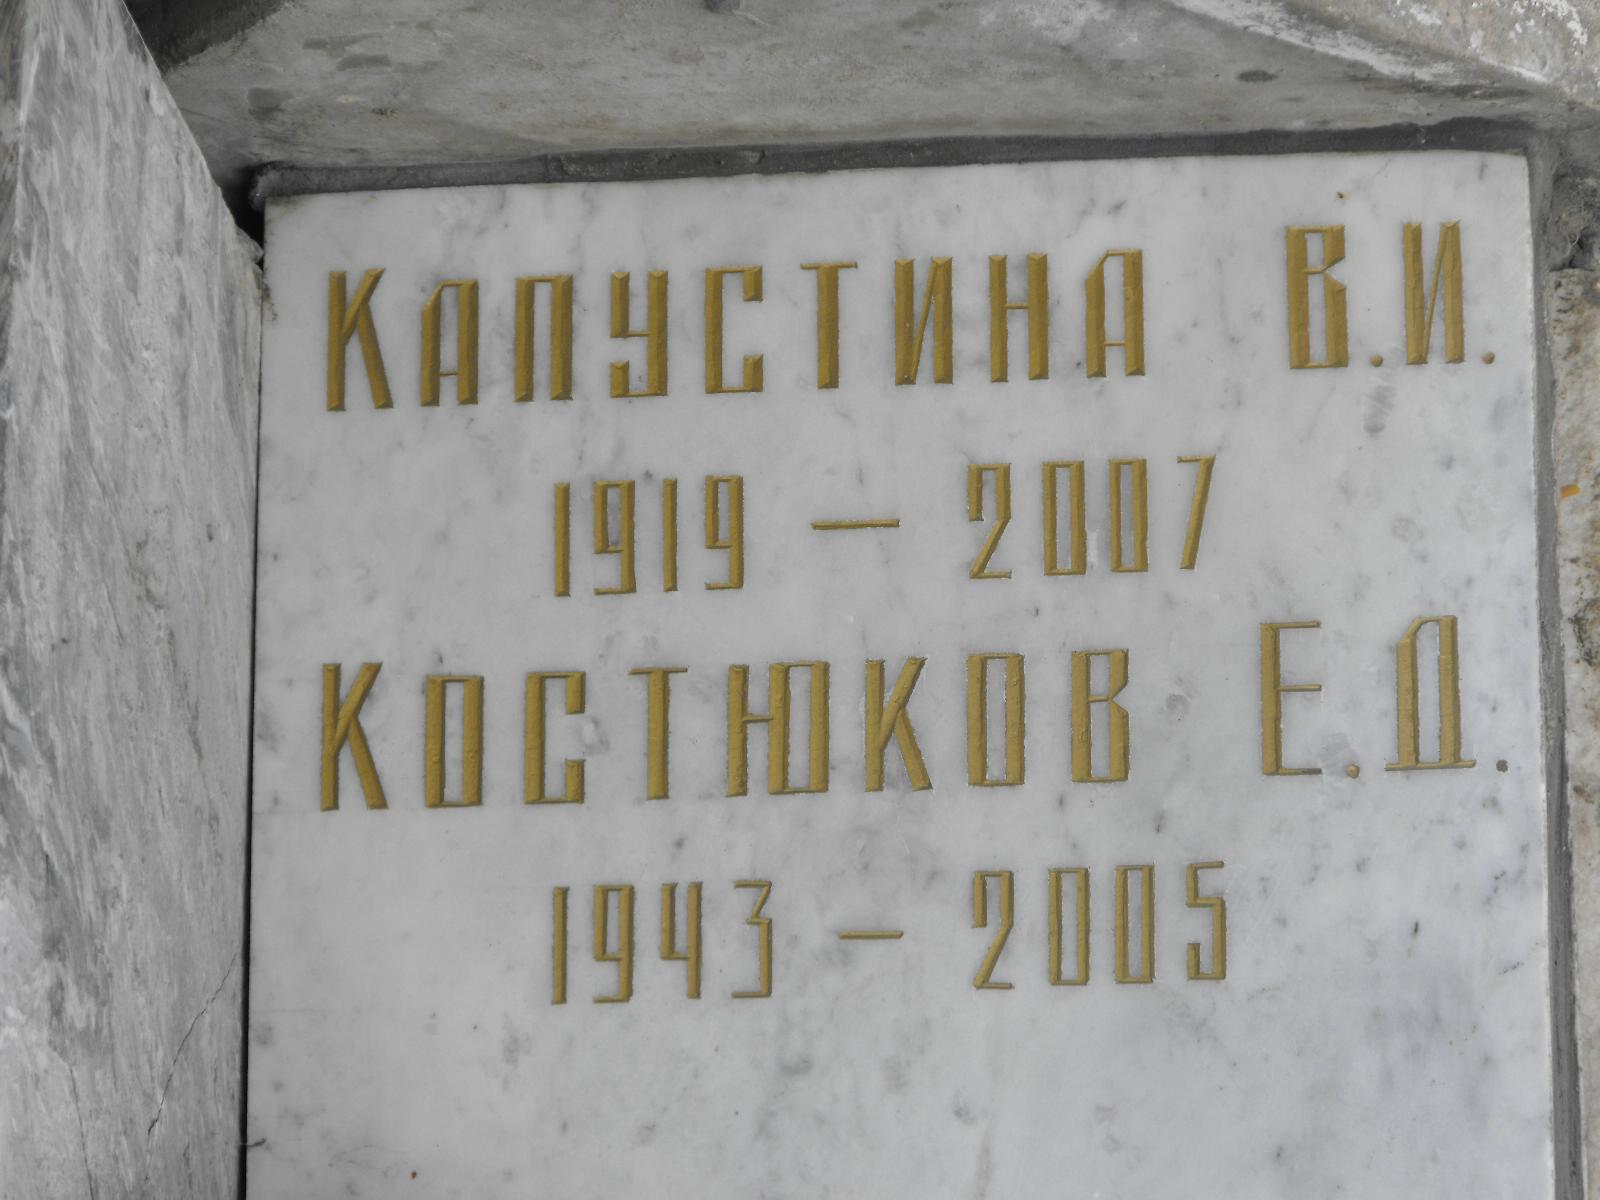 КАПУСТИНА В.И.
1919 — 2007
КОСТЮКОВ Е.Д.
1943 — 2005